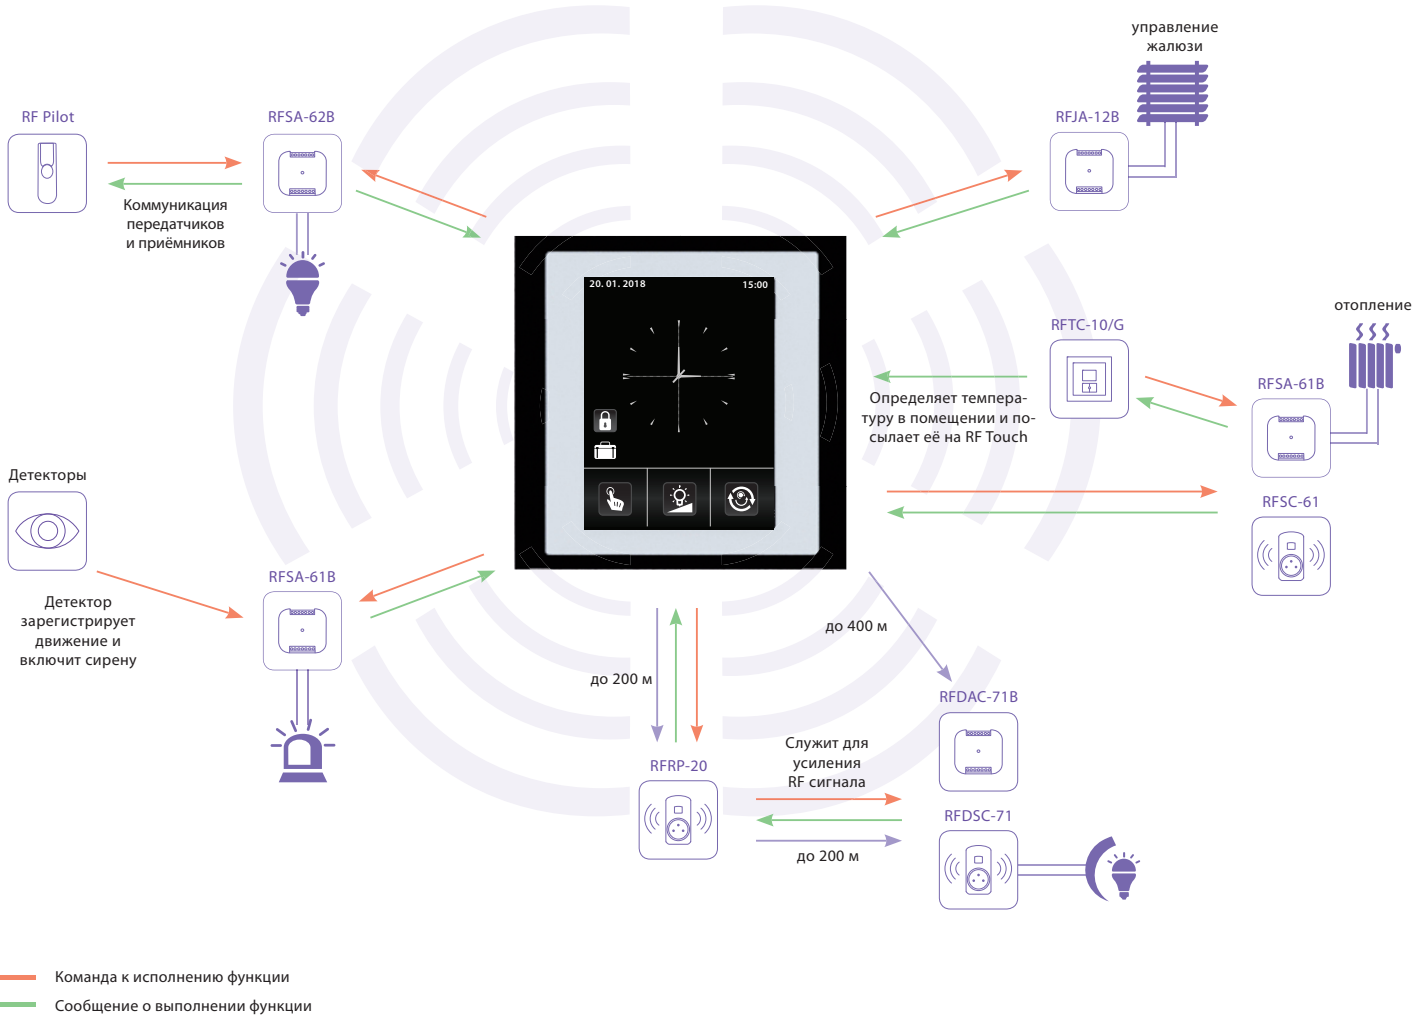 управление
жалюзи
RF Pilot
RFSA-62B
RFJA-12B
Коммуникация
передатчиков
и приёмников
20. 01. 2018
15:00
отопление
RFTC-10/G
RFSA-61B
Определяет темпера-
туру в помещении и по-
сылает её на RF Touch
Детекторы
RFSC-61
RFSA-61B
Детектор
зарегистрирует
движение и
включит сирену
до 400 м
до 200 м
RFDAC-71B
Служит для
усиления
RF сигнала
RFRP-20
RFDSC-71
до 200 м
Команда к исполнению функции
Сообщение о выполнении функции